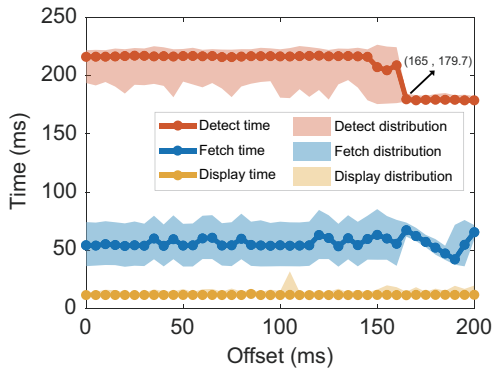 250
200
150
100
50
0
Time (ms)
(165 , 179.7)
Detect time
Detect distribution
Fetch time
Fetch distribution
Display time
Display distribution
0
50
100
150
200
Offset (ms)